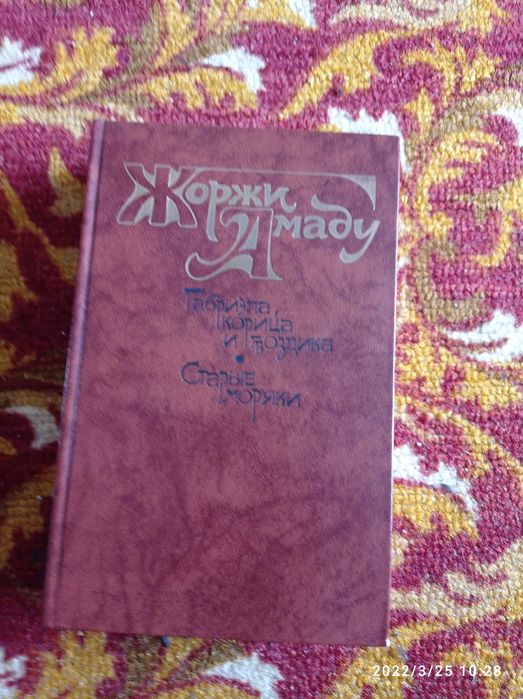 Жоржи
Амаду
Габриэла,
корица
и гвоздика
•
Старые
моряки
2022/3/25 10:28